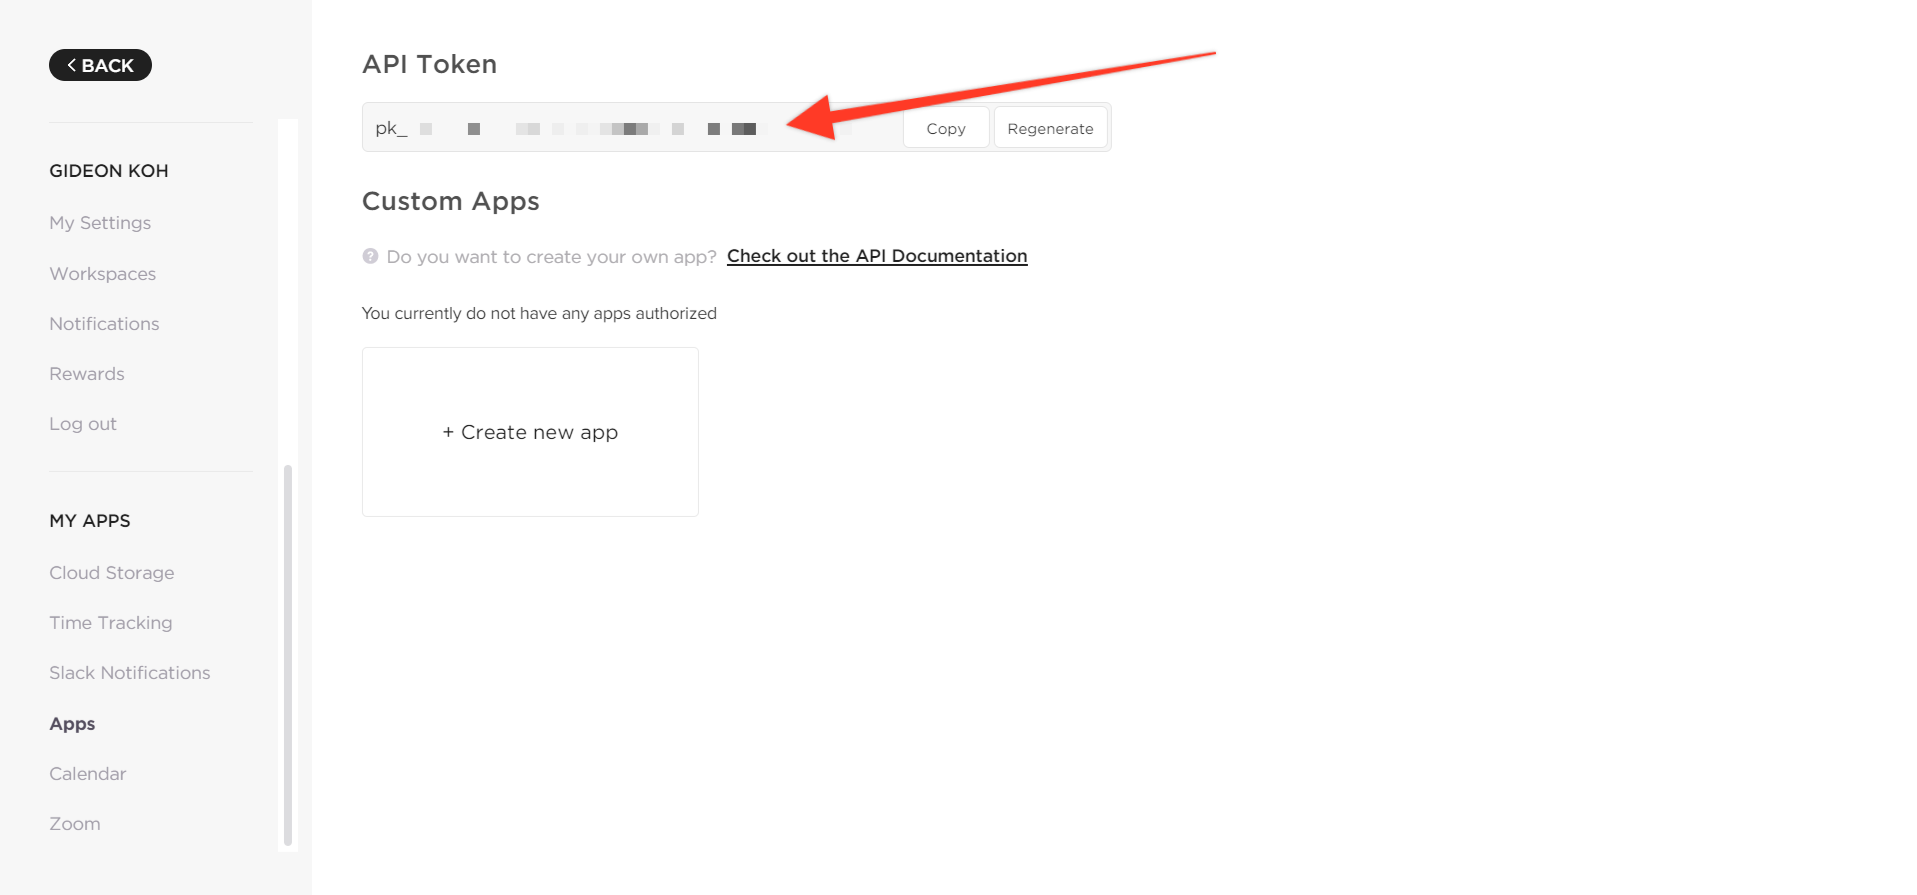 BACK
GIDEON KOH
My Settings
Workspaces
Notifications
Rewards
Log out
MY APPS
Cloud Storage
Time Tracking
Slack Notifications
Apps
Calendar
Zoom
API Token
pk_
Copy
Regenerate
Custom Apps
Do you want to create your own app? Check out the API Documentation
You currently do not have any apps authorized
+ Create new app